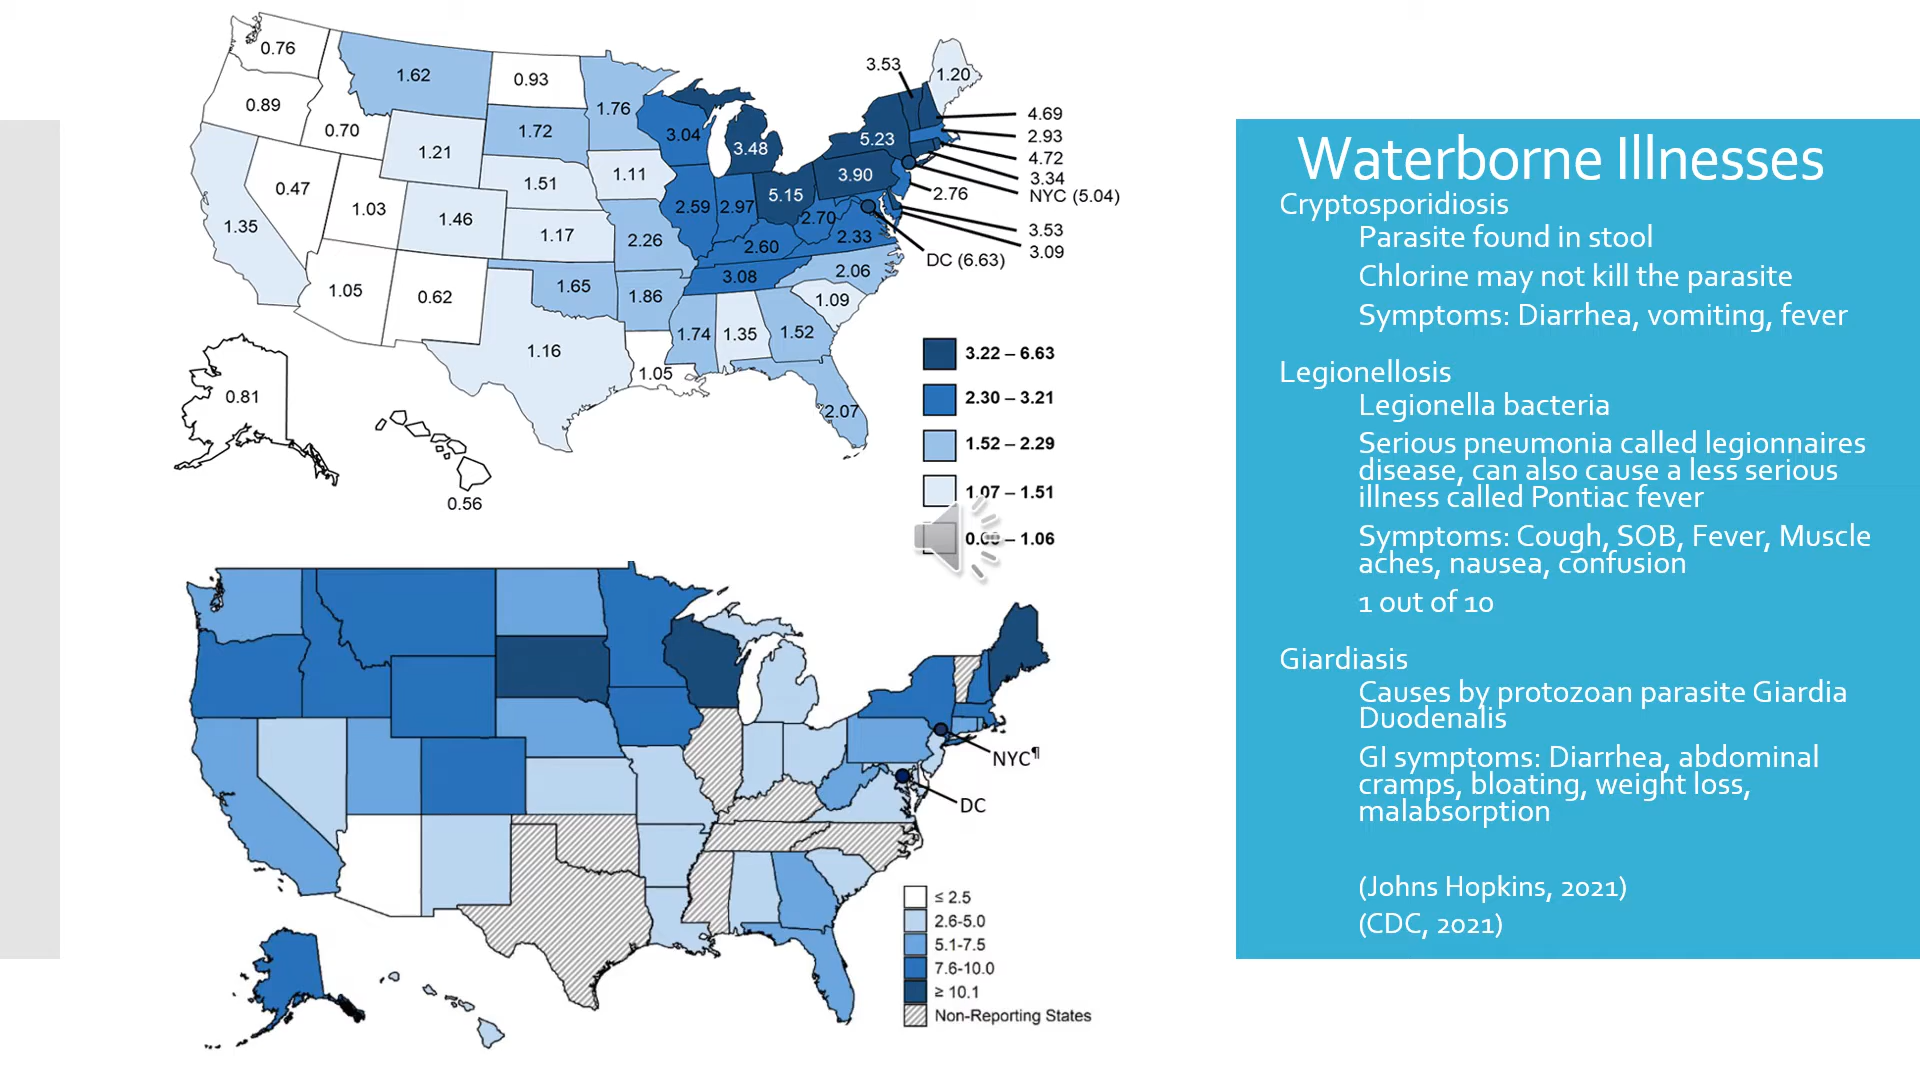 0.76
1.62
0.93
1.76
3.53
1.20
0.89
0.70
1.72
3.04
3.48
5.23
4.69
2.93
4.72
3.34
NYC (5.04)
1.21
1.51
1.11
3.90
2.76
0.47
1.03
1.46
2.59
2.97
5.15
2.70
3.53
3.09
1.35
1.17
2.26
2.60
2.33
DC (6.63)
1.05
0.62
1.65
1.86
3.08
2.06
1.09
1.16
1.74
1.35
1.52
1.05
2.07
0.81
0.56
3.22 – 6.63
2.30 – 3.21
1.52 – 2.29
1.07 – 1.51
– 1.06
NYC¶
DC
≤ 2.5
2.6-5.0
5.1-7.5
7.6-10.0
≥ 10.1
Non-Reporting States
Waterborne Illnesses
Cryptosporidiosis
Parasite found in stool
Chlorine may not kill the parasite
Symptoms: Diarrhea, vomiting, fever
Legionellosis
Legionella bacteria
Serious pneumonia called legionnaires
disease, can also cause a less serious
illness called Pontiac fever
Symptoms: Cough, SOB, Fever, Muscle
aches, nausea, confusion
1 out of 10
Giardiasis
Causes by protozoan parasite Giardia
Duodenalis
GI symptoms: Diarrhea, abdominal
cramps, bloating, weight loss,
malabsorption
(Johns Hopkins, 2021)
(CDC, 2021)